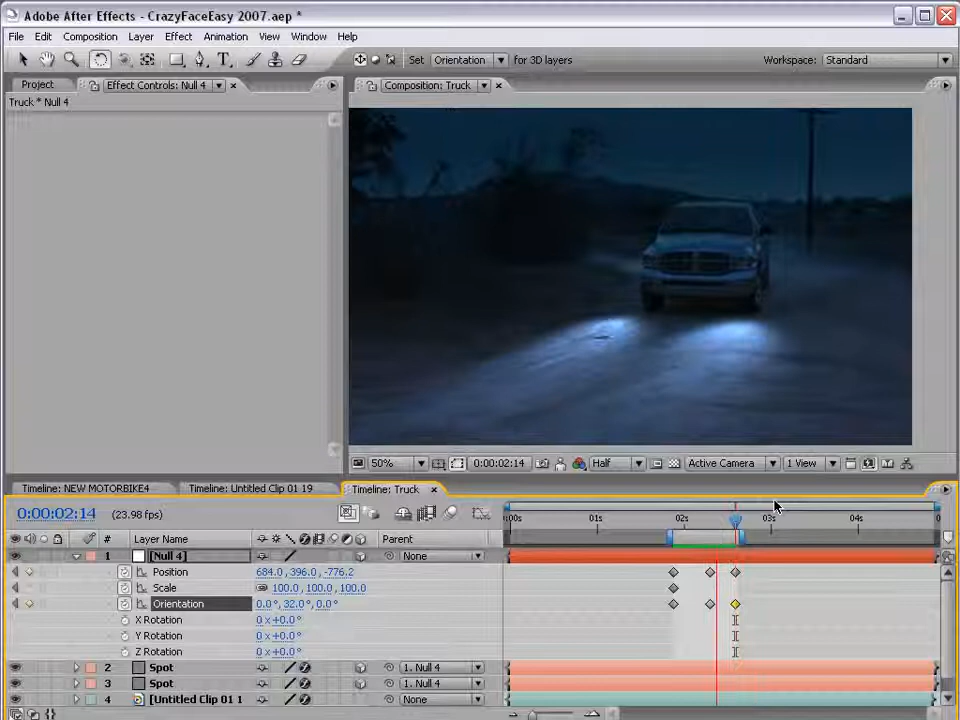 Adobe After Effects - CrazyFaceEasy 2007.aep *
File Edit Composition Layer Effect Animation View Window Help
T Set Orientation for 3D layers Workspace: Standard
Project Effect Controls: Null 4 Composition: Truck
Truck * Null 4
50% 0:00:02:14 Half Active Camera 1 View
Timeline: NEW MOTORBIKE4 Timeline: Untitled Clip 01 19 Timeline: Truck
0:00:02:14 (23.98 fps)
:00s 01s 02s 03s 04s 0
# Layer Name Parent
1 [Null 4] None
Position 684.0, 396.0, -776.2
Scale 100.0, 100.0, 100.0
Orientation 0.0°, 32.0°, 0.0°
X Rotation 0 x +0.0°
Y Rotation 0 x +0.0°
Z Rotation 0 x +0.0°
2 Spot 1. Null 4
3 Spot 1. Null 4
4 [Untitled Clip 01 1 None